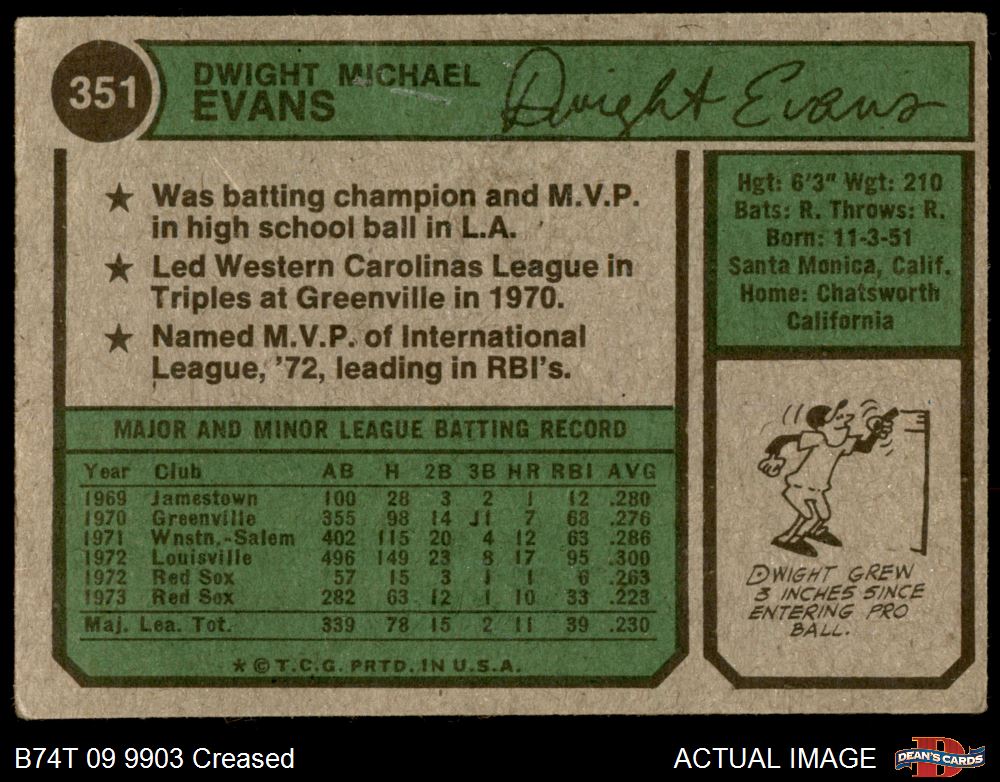 351
DWIGHT MICHAEL
EVANS
Dwight Evans
★ Was batting champion and M.V.P.
in high school ball in L.A.
★ Led Western Carolinas League in
Triples at Greenville in 1970.
★ Named M.V.P. of International
League, '72, leading in RBI's.
Hgt: 6'3" Wgt: 210
Bats: R. Throws: R.
Born: 11-3-51
Santa Monica, Calif.
Home: Chatsworth
California
MAJOR AND MINOR LEAGUE BATTING RECORD
Year Club AB H 2B 3B HR RBI AVG
1969 Jamestown 100 28 3 2 1 12 .280
1970 Greenville 355 98 14 11 7 68 .276
1971 Wnstn.-Salem 402 115 20 4 12 63 .286
1972 Louisville 496 149 23 8 17 95 .300
1972 Red Sox 57 15 3 1 1 6 .263
1973 Red Sox 282 63 12 1 10 33 .223
Maj. Lea. Tot. 339 78 15 2 11 39 .230
★ © T.C.G. PRTD. IN U.S.A.
DWIGHT GREW
3 INCHES SINCE
ENTERING PRO
BALL.
B74T 09 9903 Creased
ACTUAL IMAGE
D
DEAN'S CARDS